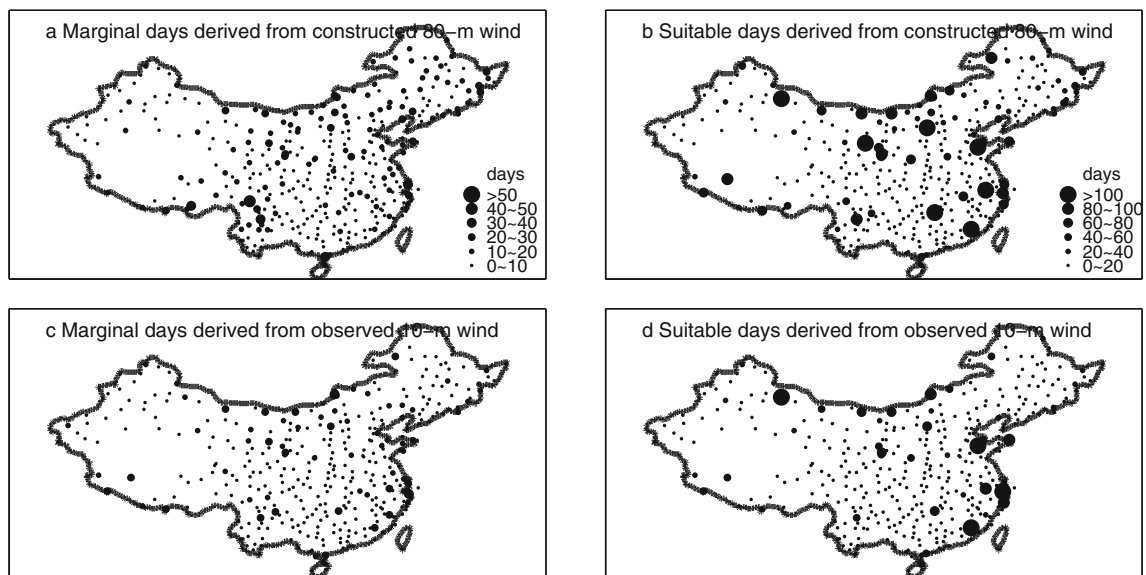 a Marginal days derived from constructed 80−m wind
days
>50
40~50
30~40
20~30
10~20
0~10
b Suitable days derived from constructed 80−m wind
days
>100
80~100
60~80
40~60
20~40
0~20
c Marginal days derived from observed 10−m wind
d Suitable days derived from observed 10−m wind